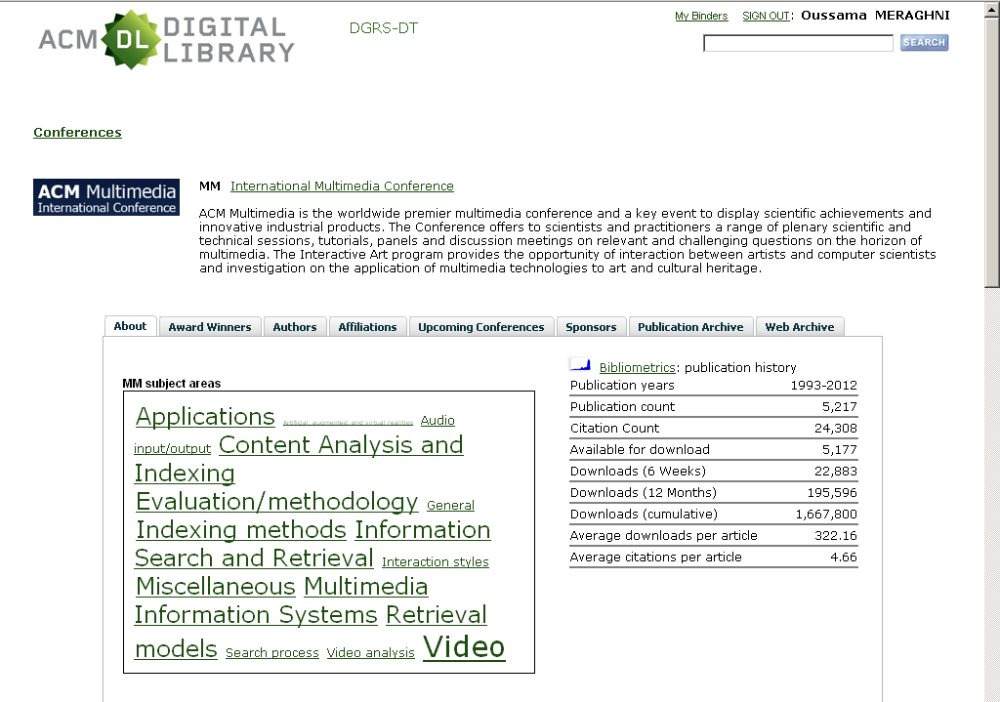 ACM DL DIGITAL LIBRARY
DGRS-DT
My Binders SIGN OUT: Oussama MERAGHNI
SEARCH
Conferences
ACM Multimedia
International Conference
MM International Multimedia Conference
ACM Multimedia is the worldwide premier multimedia conference and a key event to display scientific achievements and
innovative industrial products. The Conference offers to scientists and practitioners a range of plenary scientific and
technical sessions, tutorials, panels and discussion meetings on relevant and challenging questions on the horizon of
multimedia. The Interactive Art program provides the opportunity of interaction between artists and computer scientists
and investigation on the application of multimedia technologies to art and cultural heritage.
About Award Winners Authors Affiliations Upcoming Conferences Sponsors Publication Archive Web Archive
MM subject areas
Applications Artificial, augmented, and virtual realities Audio
input/output Content Analysis and
Indexing
Evaluation/methodology General
Indexing methods Information
Search and Retrieval Interaction styles
Miscellaneous Multimedia
Information Systems Retrieval
models Search process Video analysis Video
Bibliometrics: publication history
Publication years 1993-2012
Publication count 5,217
Citation Count 24,308
Available for download 5,177
Downloads (6 Weeks) 22,883
Downloads (12 Months) 195,596
Downloads (cumulative) 1,667,800
Average downloads per article 322.16
Average citations per article 4.66